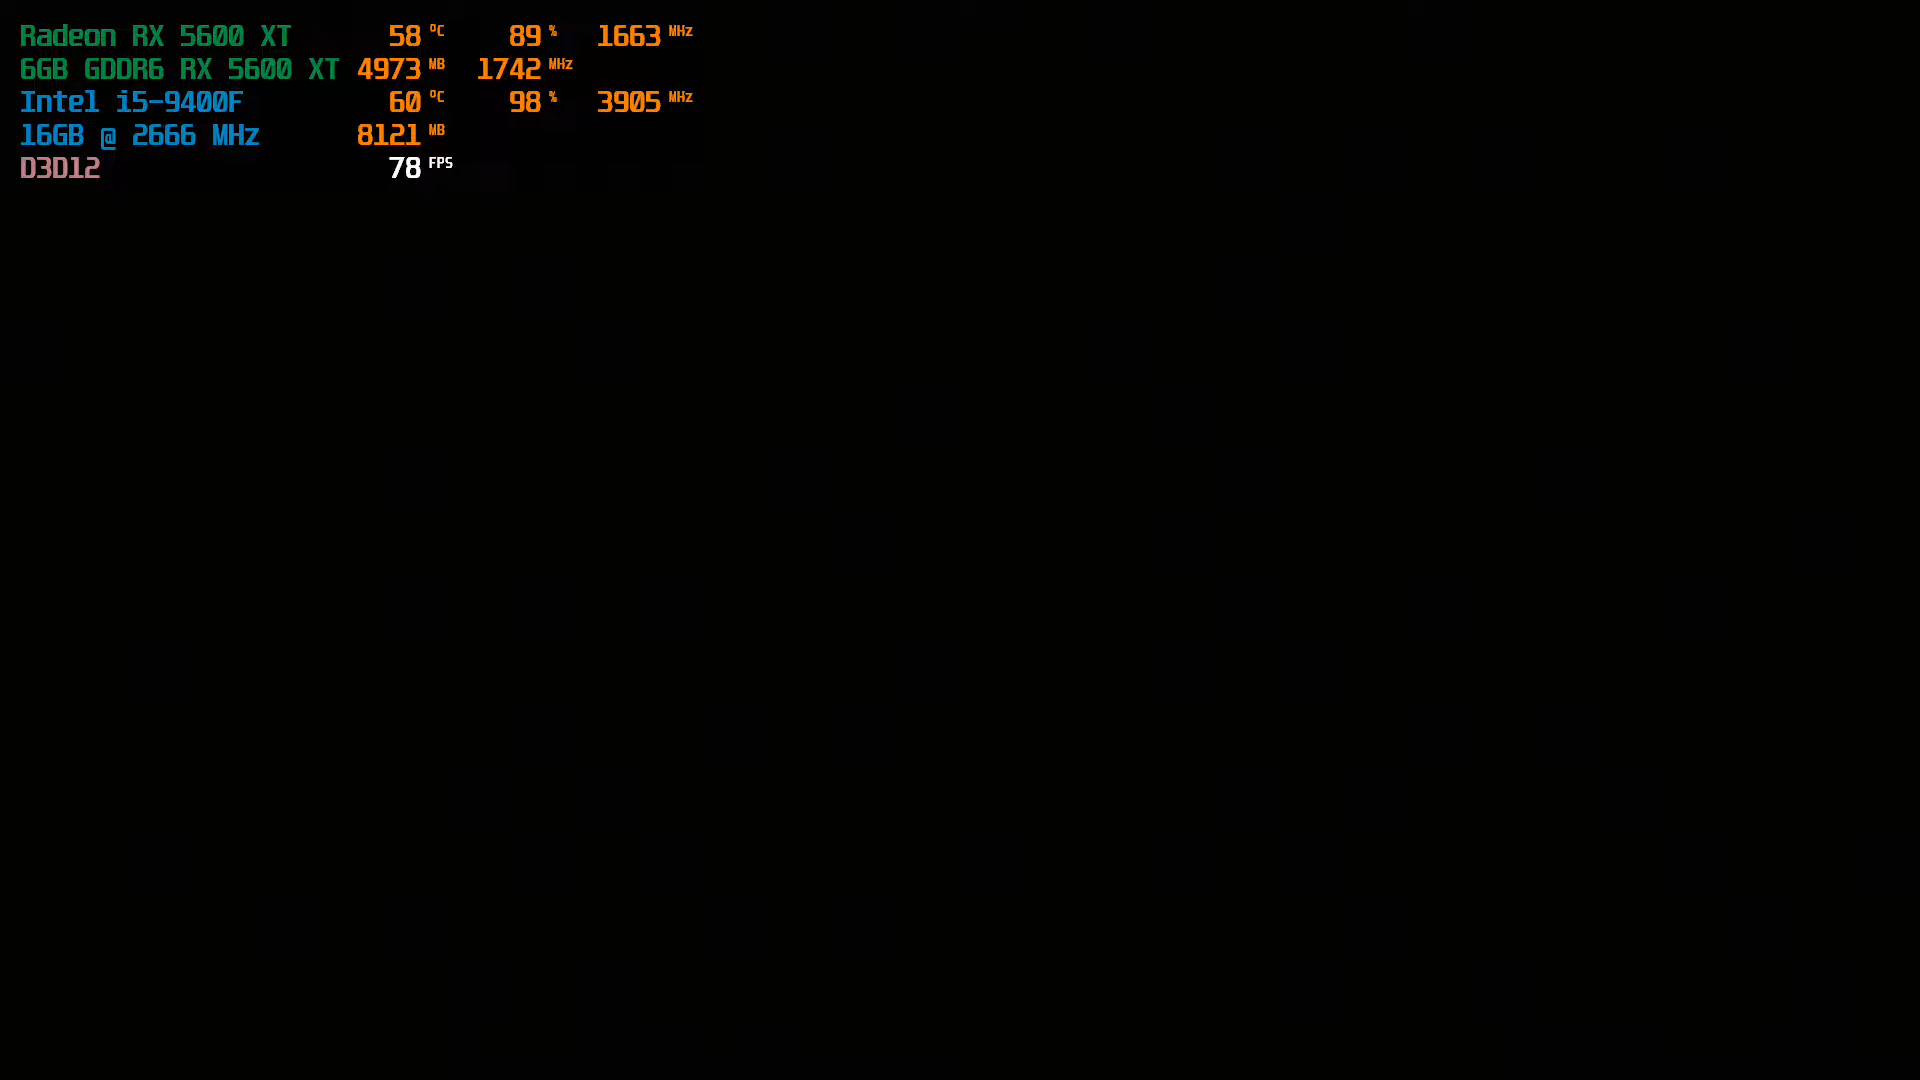 Radeon RX 5600 XT 58 °C 89 % 1663 MHz
6GB GDDR6 RX 5600 XT 4973 MB 1742 MHz
Intel i5-9400F 60 °C 98 % 3905 MHz
16GB @ 2666 MHz 8121 MB
D3D12 78 FPS